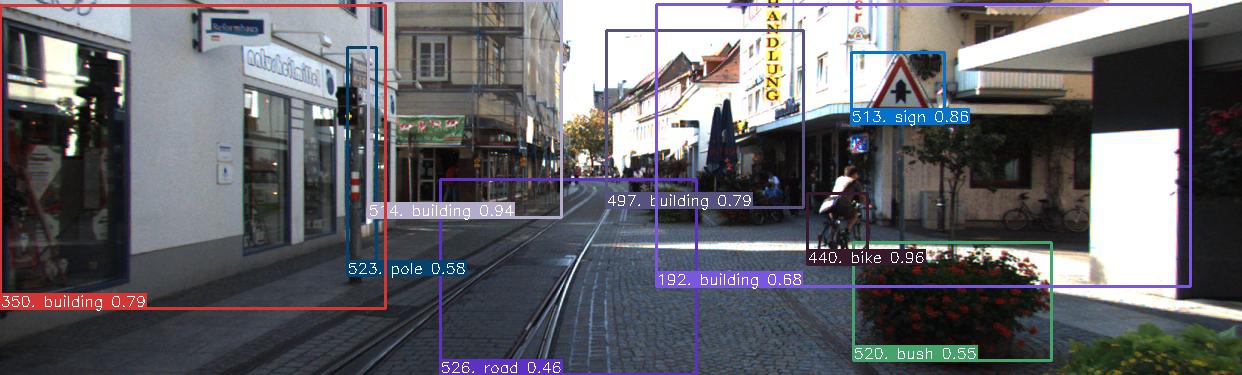 Reformhaus
HANDLUNG
er
513. sign 0.86
514. building 0.94
497. building 0.79
440. bike 0.96
523. pole 0.58
192. building 0.68
350. building 0.79
520. bush 0.55
526. road 0.46